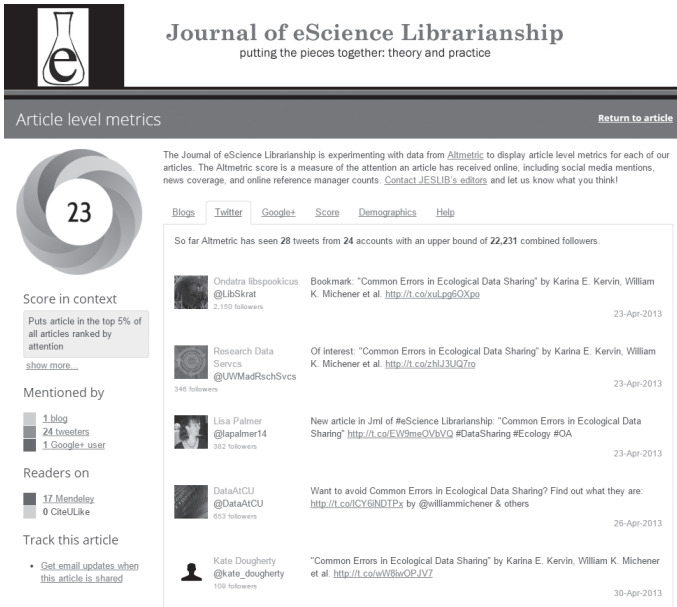 e
Journal of eScience Librarianship
putting the pieces together: theory and practice
Article level metrics
Return to article
23
Score in context
Puts article in the top 5% of
all articles ranked by
attention
show more...
Mentioned by
1 blog
24 tweeters
1 Google+ user
Readers on
17 Mendeley
0 CiteULike
Track this article
Get email updates when
this article is shared
The Journal of eScience Librarianship is experimenting with data from Altmetric to display article level metrics for each of our
articles. The Altmetric score is a measure of the attention an article has received online, including social media mentions,
news coverage, and online reference manager counts. Contact JESLIB's editors and let us know what you think!
Blogs Twitter Google+ Score Demographics Help
So far Altmetric has seen 28 tweets from 24 accounts with an upper bound of 22,231 combined followers.
Ondatra libspookicus
@LibSkrat
2,150 followers
Bookmark: "Common Errors in Ecological Data Sharing" by Karina E. Kervin, William
K. Michener et al. http://t.co/xuLpg6OXpo
23-Apr-2013
Research Data
Servcs
@UWMadRschSvcs
346 followers
Of interest: "Common Errors in Ecological Data Sharing" by Karina E. Kervin, William
K. Michener et al. http://t.co/zhIJ3UQ7ro
23-Apr-2013
Lisa Palmer
@lapalmer14
362 followers
New article in Jrnl of #eScience Librarianship: "Common Errors in Ecological Data
Sharing" http://t.co/EW9meOVbVQ #DataSharing #Ecology #OA
23-Apr-2013
DataAtCU
@DataAtCU
653 followers
Want to avoid Common Errors in Ecological Data Sharing? Find out what they are:
http://t.co/ICY6iNDTPx by @williammichener & others
26-Apr-2013
Kate Dougherty
@kate_dougherty
109 followers
"Common Errors in Ecological Data Sharing" by Karina E. Kervin, William K. Michener
et al. http://t.co/wW8iwOPJV7
30-Apr-2013